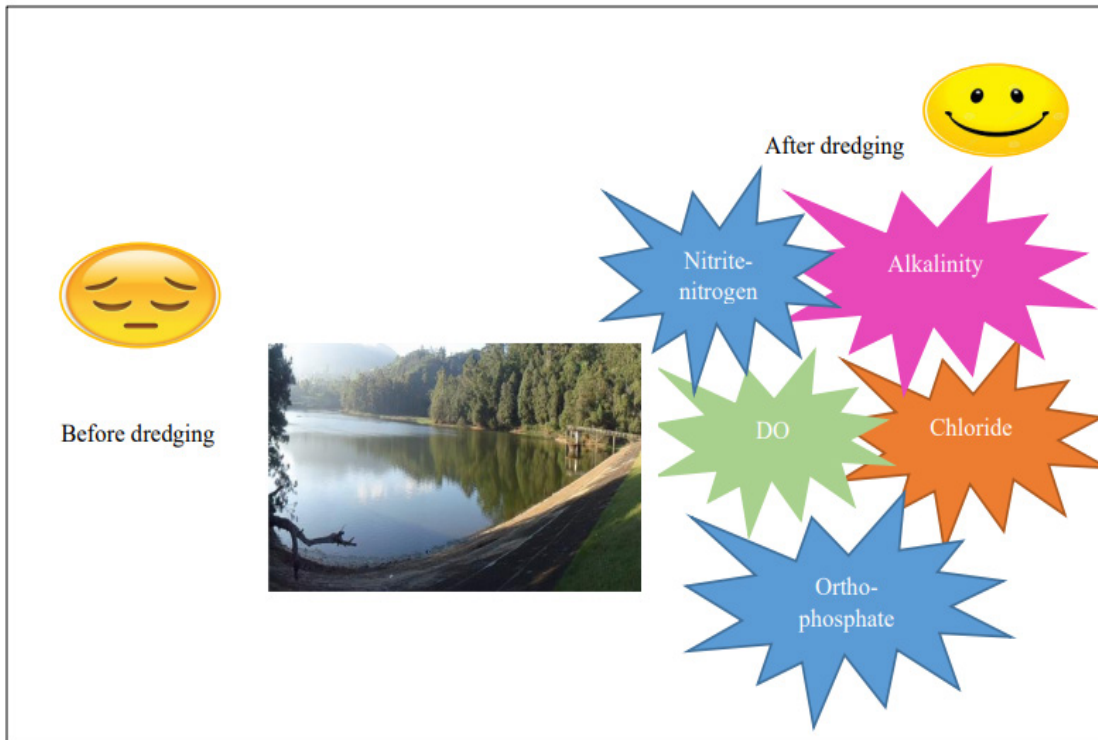 After dredging
Nitrite-
nitrogen
Alkalinity
Before dredging
DO
Chloride
Ortho-
phosphate